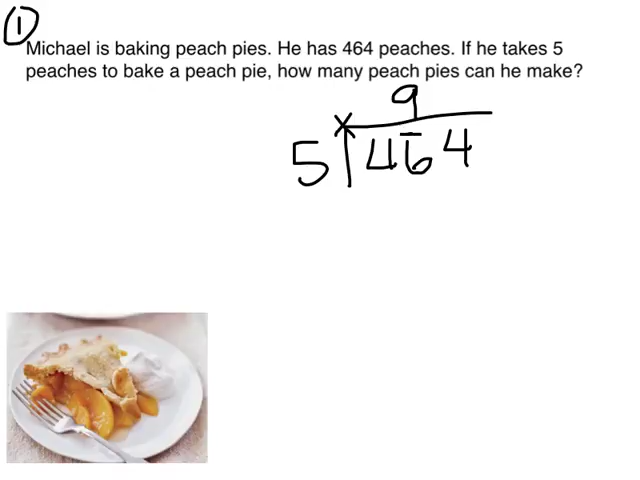 1
Michael is baking peach pies. He has 464 peaches. If he takes 5
peaches to bake a peach pie, how many peach pies can he make?
9
x
5 464